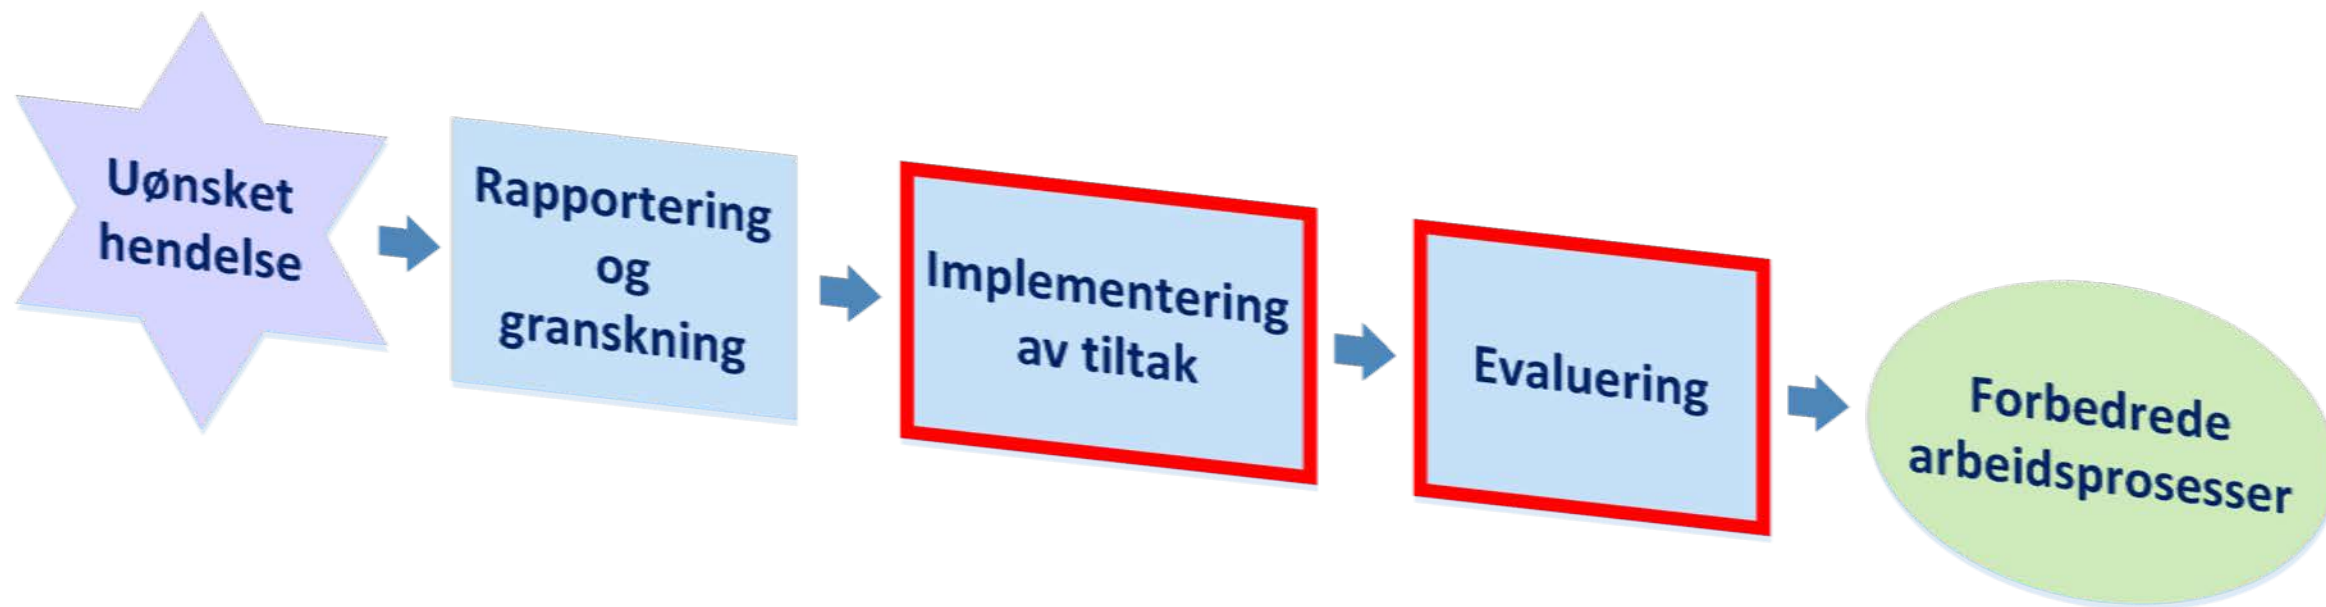 Uønsket
hendelse
Rapportering
og
granskning
Implementering
av tiltak
Evaluering
Forbedrede
arbeidsprosesser